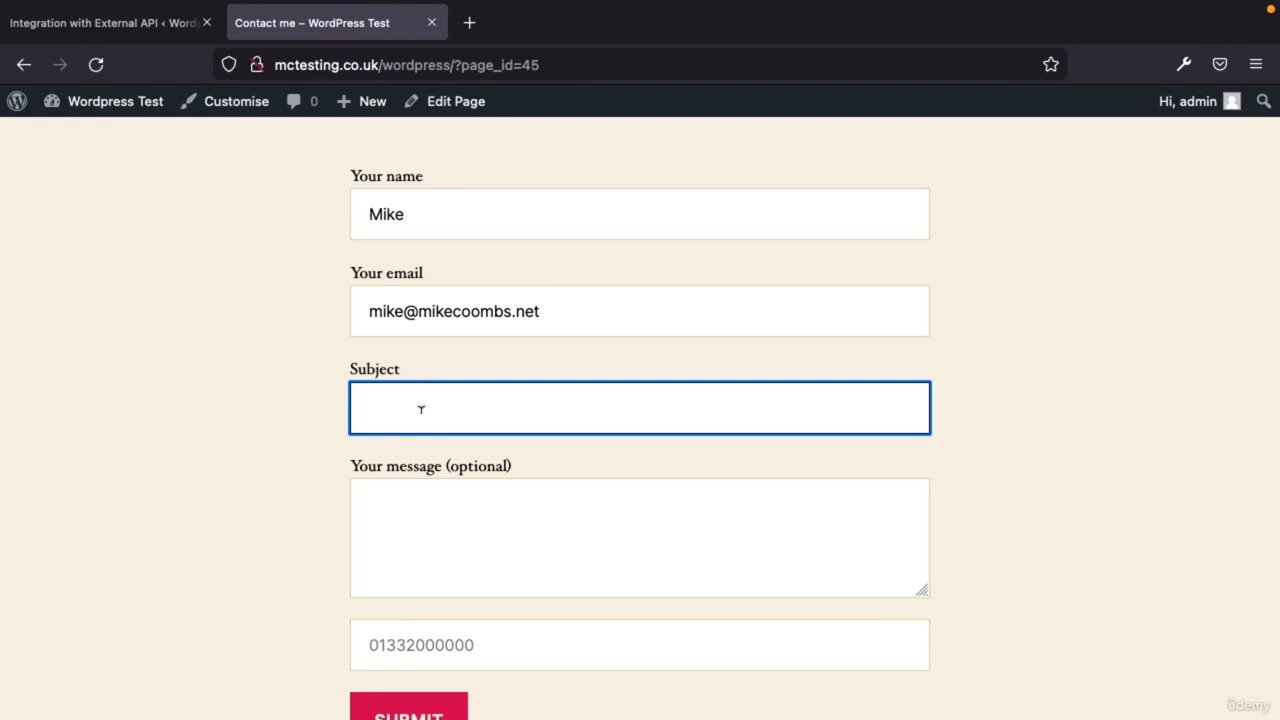 Integration with External API ‹ Word
Contact me – WordPress Test
mctesting.co.uk/wordpress/?page_id=45
Wordpress Test
Customise
0
New
Edit Page
Hi, admin
Your name
Mike
Your email
mike@mikecoombs.net
Subject
Your message (optional)
01332000000
SUBMIT
ûdemy